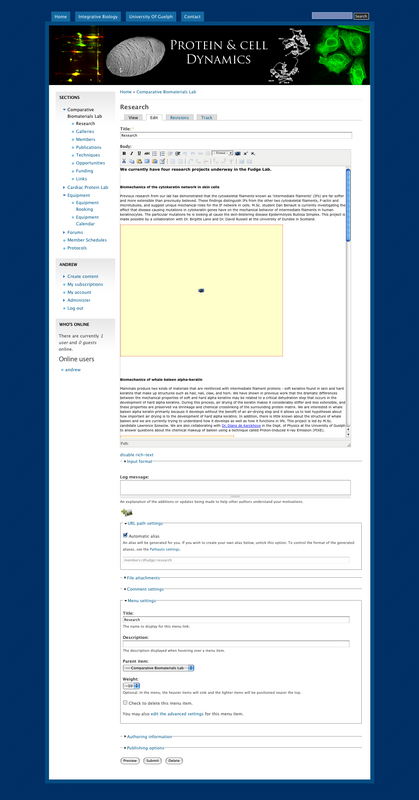 Home
Integrative Biology
University Of Guelph
Contact
Search
PROTEIN & CELL
DYNAMICS
SECTIONS
Comparative
Biomaterials Lab
Research
Galleries
Members
Publications
Techniques
Opportunities
Funding
Links
Cardiac Protein Lab
Equipment
Equipment
Booking
Equipment
Calendar
Forums
Member Schedules
Protocols
ANDREW
Create content
My subscriptions
My account
Administer
Log out
WHO'S ONLINE
There are currently 1
user and 0 guests
online.
Online users
andrew
Home » Comparative Biomaterials Lab
Research
View
Edit
Revisions
Track
Title:
Research
Body:
We currently have four research projects underway in the Fudge Lab.
Biomechanics of the cytokeratin network in skin cells
Previous research from our lab has demonstrated that the cytoskeletal filaments known as 'intermediate filaments' (IFs) are far softer
and more extensible than previously believed. These findings distinguish IFs from the other two cytoskeletal filaments, F-actin and
microtubules, and suggest unique mechanical roles for the IF network in cells. M.Sc. student Dan Beriault is currently investigating the
effect that disease causing mutations in cytokeratin genes have on the mechanical behavior of intermediate filaments in human
keratinocytes. The particular mutations he is looking at cause the skin blistering disease Epidermolysis Bullosa Simplex. This project is
made possible by a collaboration with Dr. Birgitte Lane and Dr. David Russell at the University of Dundee in Scotland.
Biomechanics of whale baleen alpha-keratin
Mammals produce two kinds of materials that are reinforced with intermediate filament proteins - soft keratins found in skin and hard
keratins that make up structures such as hair, nail, claw, and horn. We have shown in previous work that the dramatic differences
between the mechanical properties of soft and hard alpha keratins may be related to a critical dehydration step that occurs in the
development of hard alpha keratins. During this process, air drying of the keratin makes it considerably stiffer and less extensible, and
these properties are preserved via shrinkage and chemical crosslinking of the surrounding protein matrix. We are interested in whale
baleen alpha keratin primarily because it develops without the benefit of an air-drying step and it allows us to test hypotheses about
how important air drying is to the development of hard alpha keratins. In addition, there is little known about the structure of whale
baleen and we are currently trying to understand how it develops as well as how it functions in life. This project is led by M.Sc.
candidate Lawrence Szewciw. We are also collaborating with Dr. Diane de Kerckhove in the Dept. of Physics at the University of Guelph
to answer questions about the chemical makeup of baleen using a technique called Proton-Induced X-ray Emission (PIXE).
Path:
disable rich-text
Input format
Log message:
An explanation of the additions or updates being made to help other authors understand your motivations.
URL path settings
Automatic alias
An alias will be generated for you. If you wish to create your own alias below, untick this option. To control the format of the generated
aliases, see the Pathauto settings.
members/dfudge/research
File attachments
Comment settings
Menu settings
Title:
Research
The name to display for this menu link.
Description:
The description displayed when hovering over a menu item.
Parent item:
---Comparative Biomaterials Lab
Weight:
-10
Optional. In the menu, the heavier items will sink and the lighter items will be positioned nearer the top.
Check to delete this menu item.
You may also edit the advanced settings for this menu item.
Authoring information
Publishing options
Preview
Submit
Delete